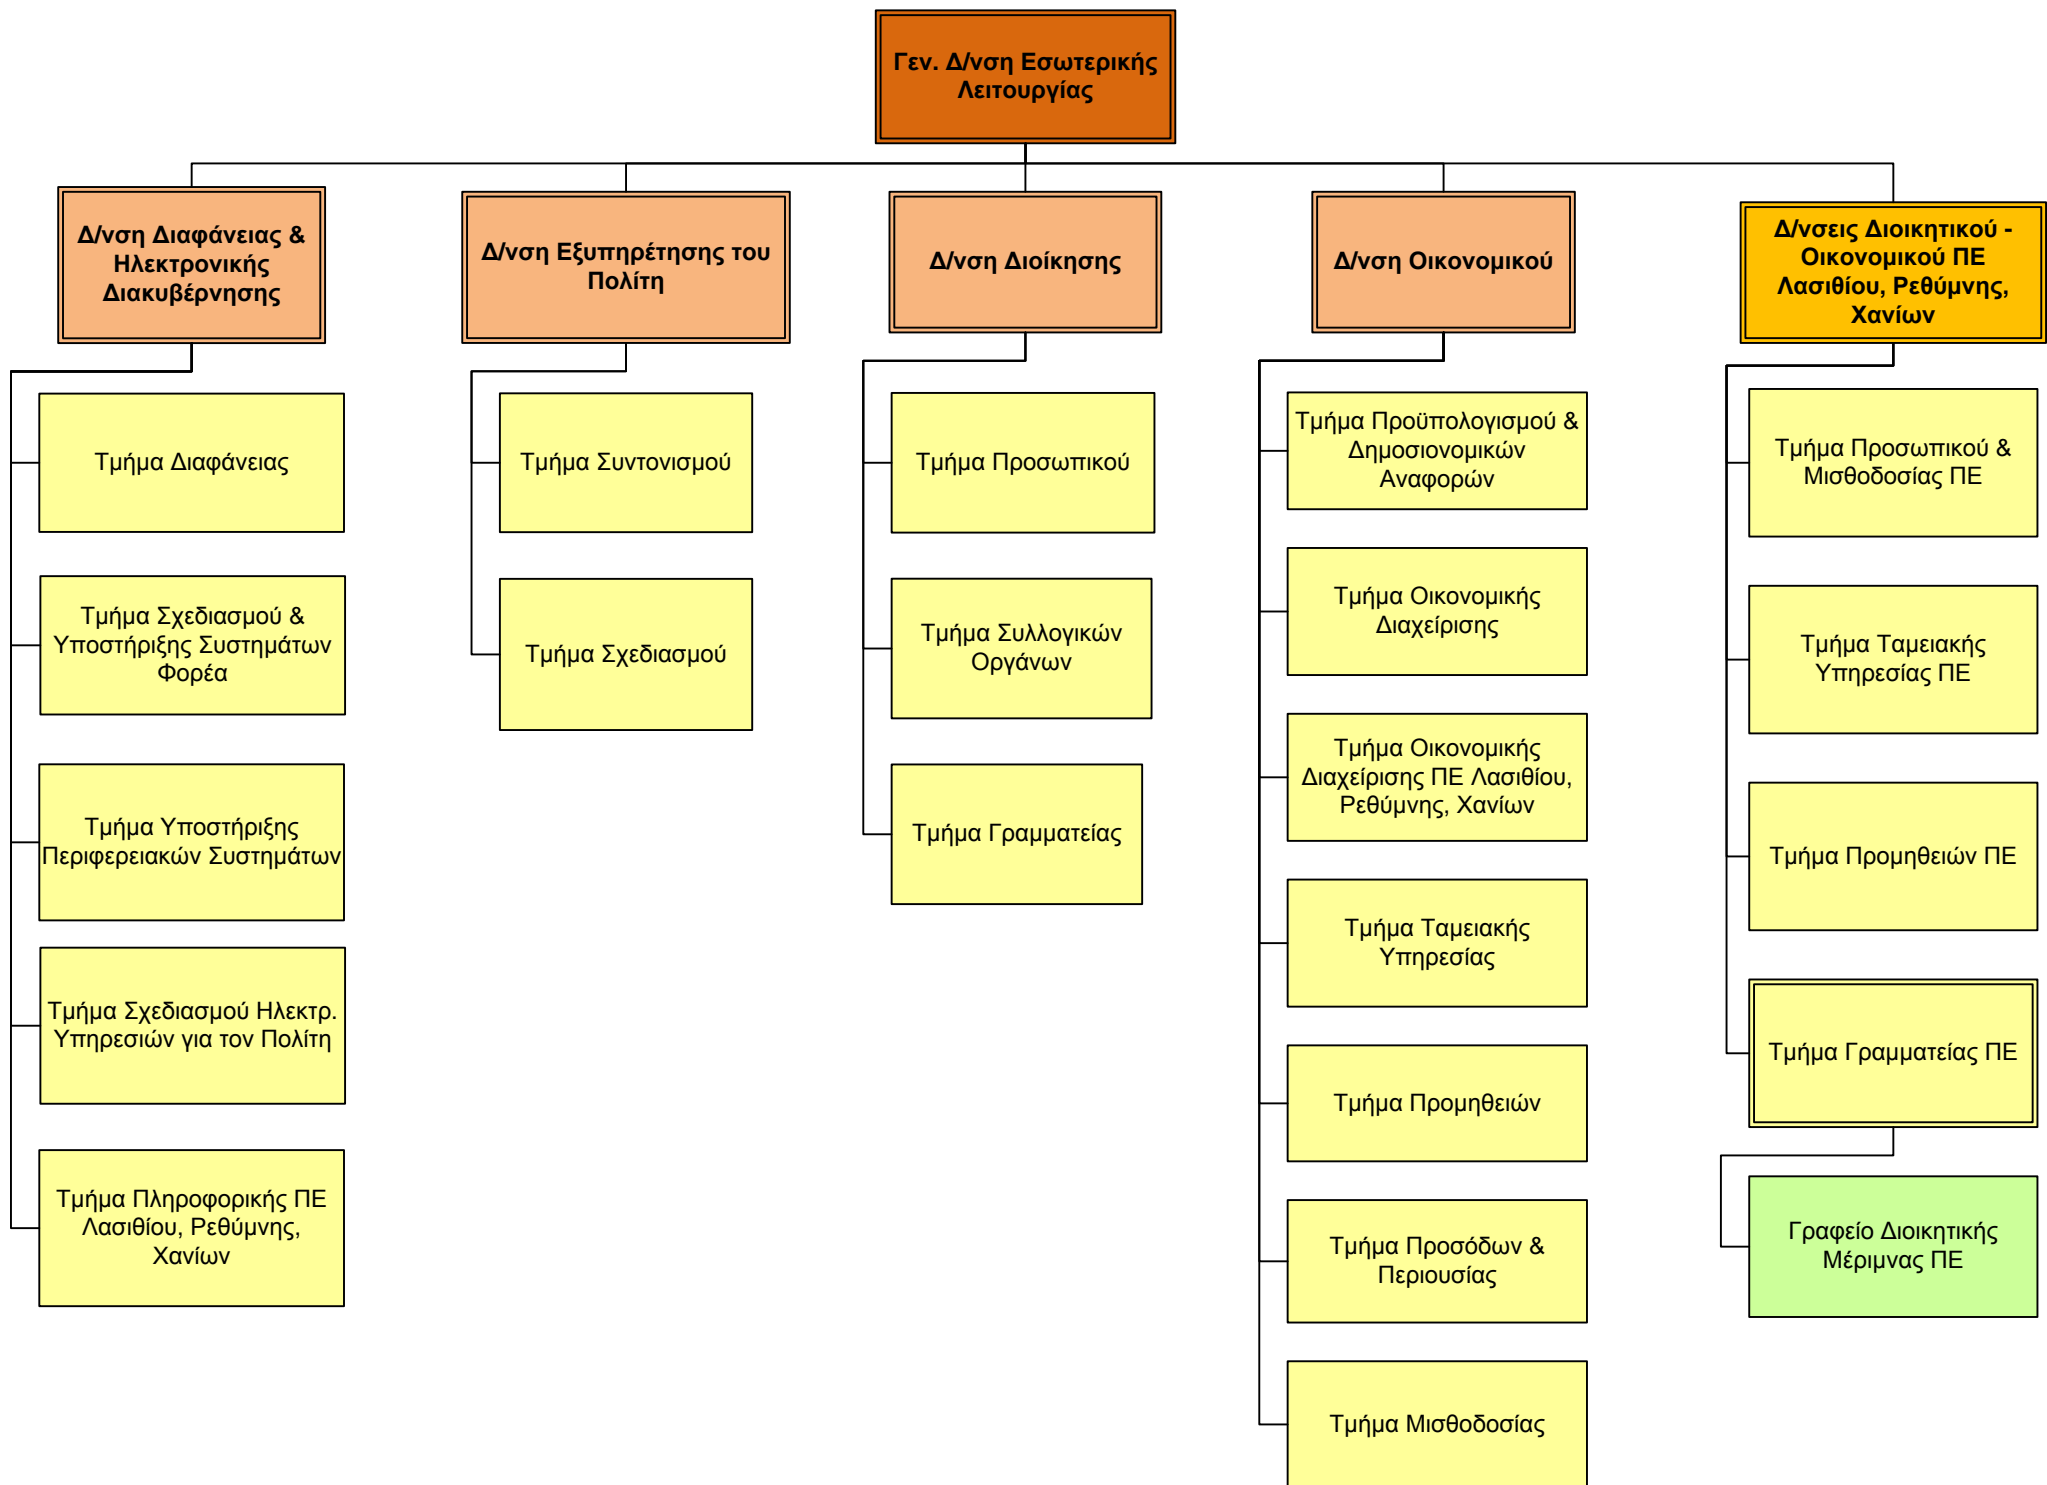 Γεν. Δ/νση Εσωτερικής
Λειτουργίας
Δ/νση Διαφάνειας &
Ηλεκτρονικής
Διακυβέρνησης
Τμήμα Διαφάνειας
Τμήμα Σχεδιασμού &
Υποστήριξης Συστημάτων
Φορέα
Τμήμα Υποστήριξης
Περιφερειακών Συστημάτων
Τμήμα Σχεδιασμού Ηλεκτρ.
Υπηρεσιών για τον Πολίτη
Τμήμα Πληροφορικής ΠΕ
Λασιθίου, Ρεθύμνης,
Χανίων
Δ/νση Εξυπηρέτησης του
Πολίτη
Τμήμα Συντονισμού
Τμήμα Σχεδιασμού
Δ/νση Διοίκησης
Τμήμα Προσωπικού
Τμήμα Συλλογικών
Οργάνων
Τμήμα Γραμματείας
Δ/νση Οικονομικού
Τμήμα Προϋπολογισμού &
Δημοσιονομικών
Αναφορών
Τμήμα Οικονομικής
Διαχείρισης
Τμήμα Οικονομικής
Διαχείρισης ΠΕ Λασιθίου,
Ρεθύμνης, Χανίων
Τμήμα Ταμειακής
Υπηρεσίας
Τμήμα Προμηθειών
Τμήμα Προσόδων &
Περιουσίας
Τμήμα Μισθοδοσίας
Δ/νσεις Διοικητικού -
Οικονομικού ΠΕ
Λασιθίου, Ρεθύμνης,
Χανίων
Τμήμα Προσωπικού &
Μισθοδοσίας ΠΕ
Τμήμα Ταμειακής
Υπηρεσίας ΠΕ
Τμήμα Προμηθειών ΠΕ
Τμήμα Γραμματείας ΠΕ
Γραφείο Διοικητικής
Μέριμνας ΠΕ